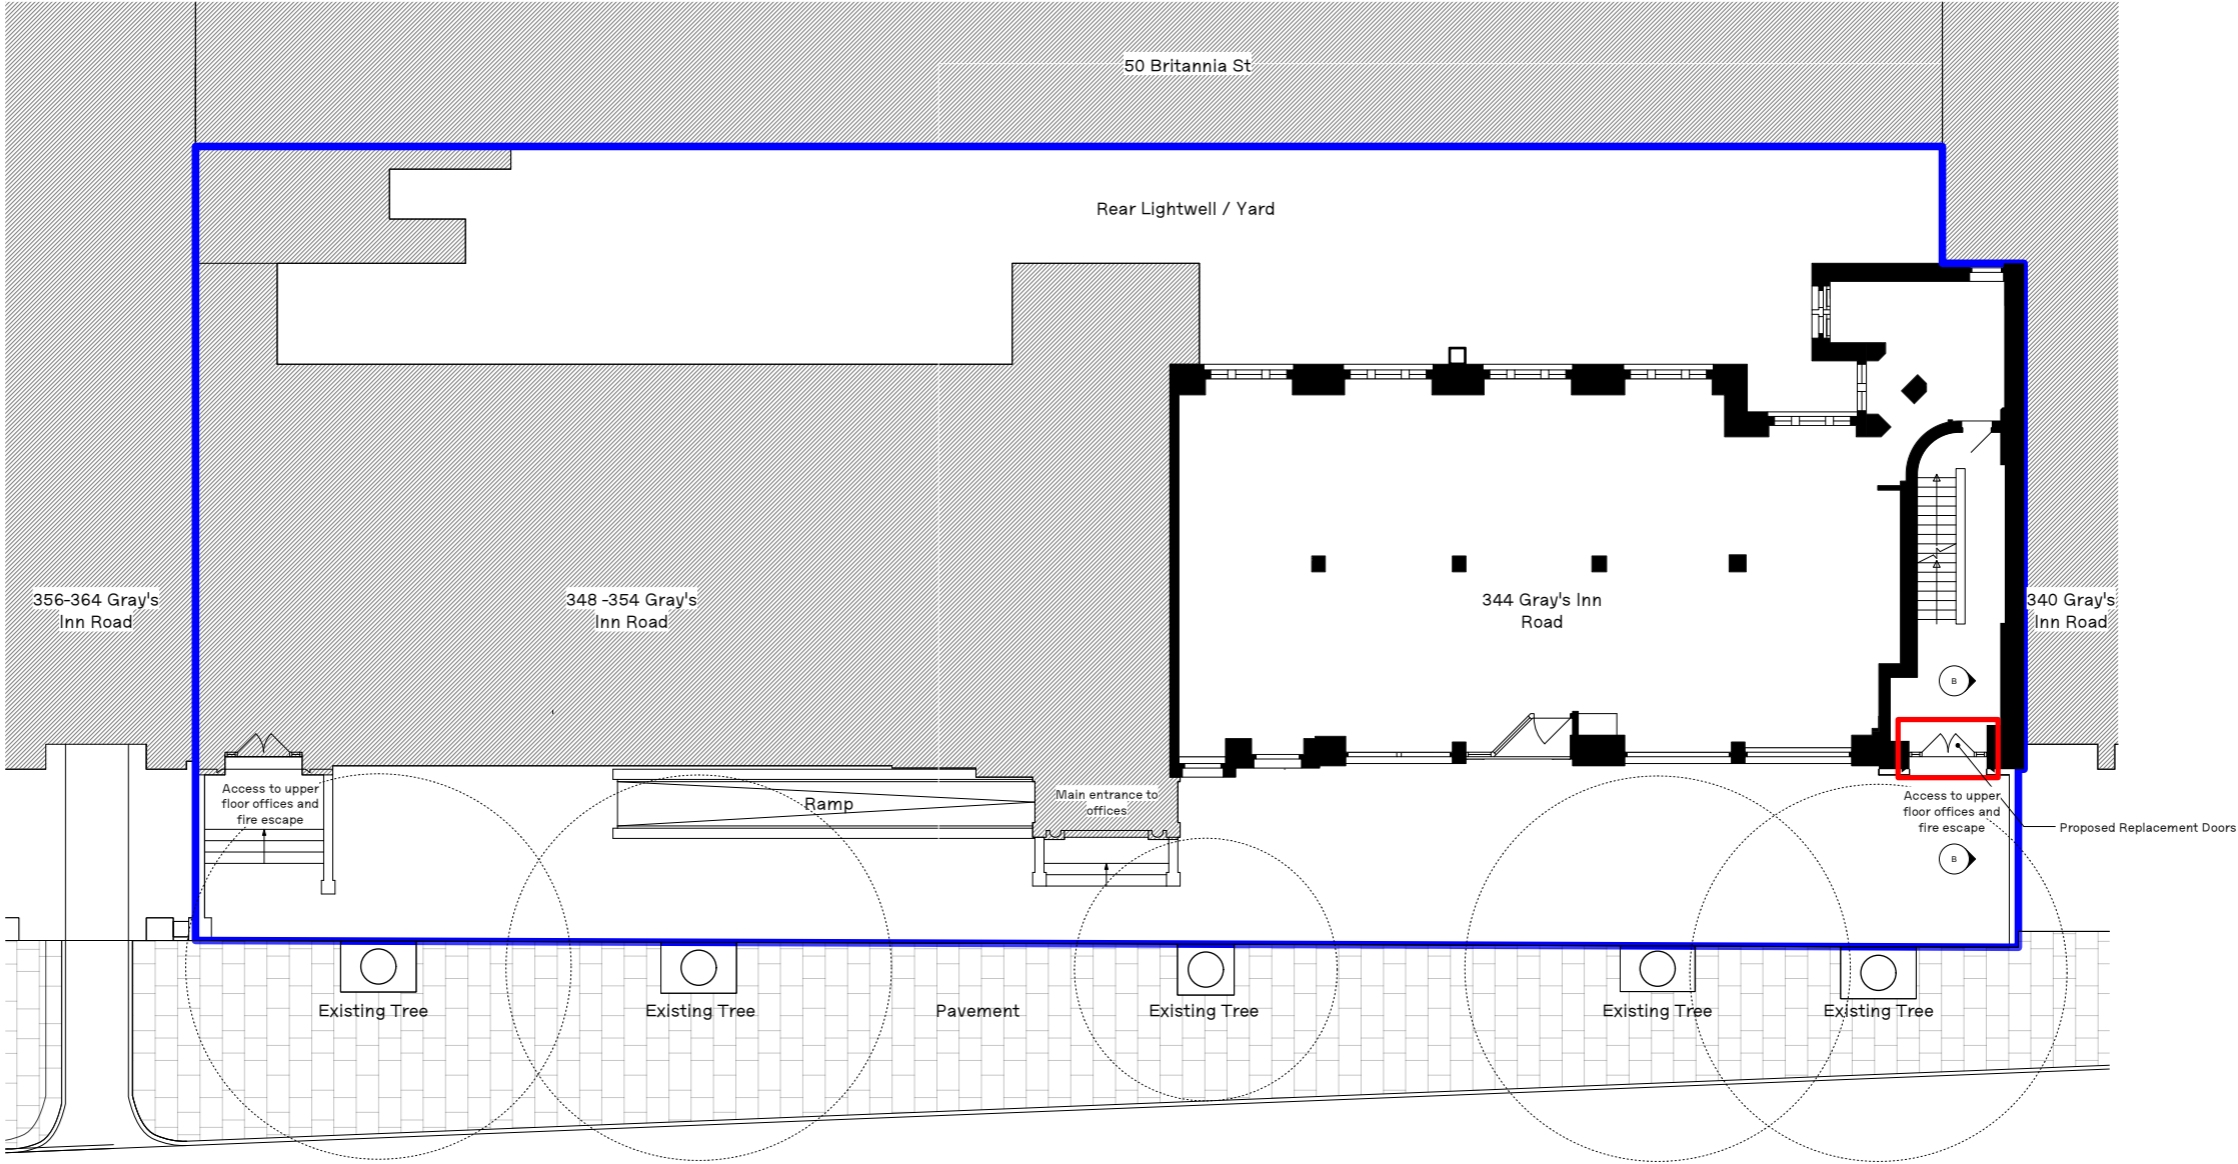 50 Britannia St
Rear Lightwell / Yard
356-364 Gray's
Inn Road
348 -354 Gray's
Inn Road
344 Gray's Inn
Road
340 Gray's
Inn Road
B
Access to upper
floor offices and
fire escape
Ramp
Main entrance to
offices
Access to upper
floor offices and
fire escape
Proposed Replacement Doors
B
Existing Tree
Existing Tree
Pavement
Existing Tree
Existing Tree
Existing Tree